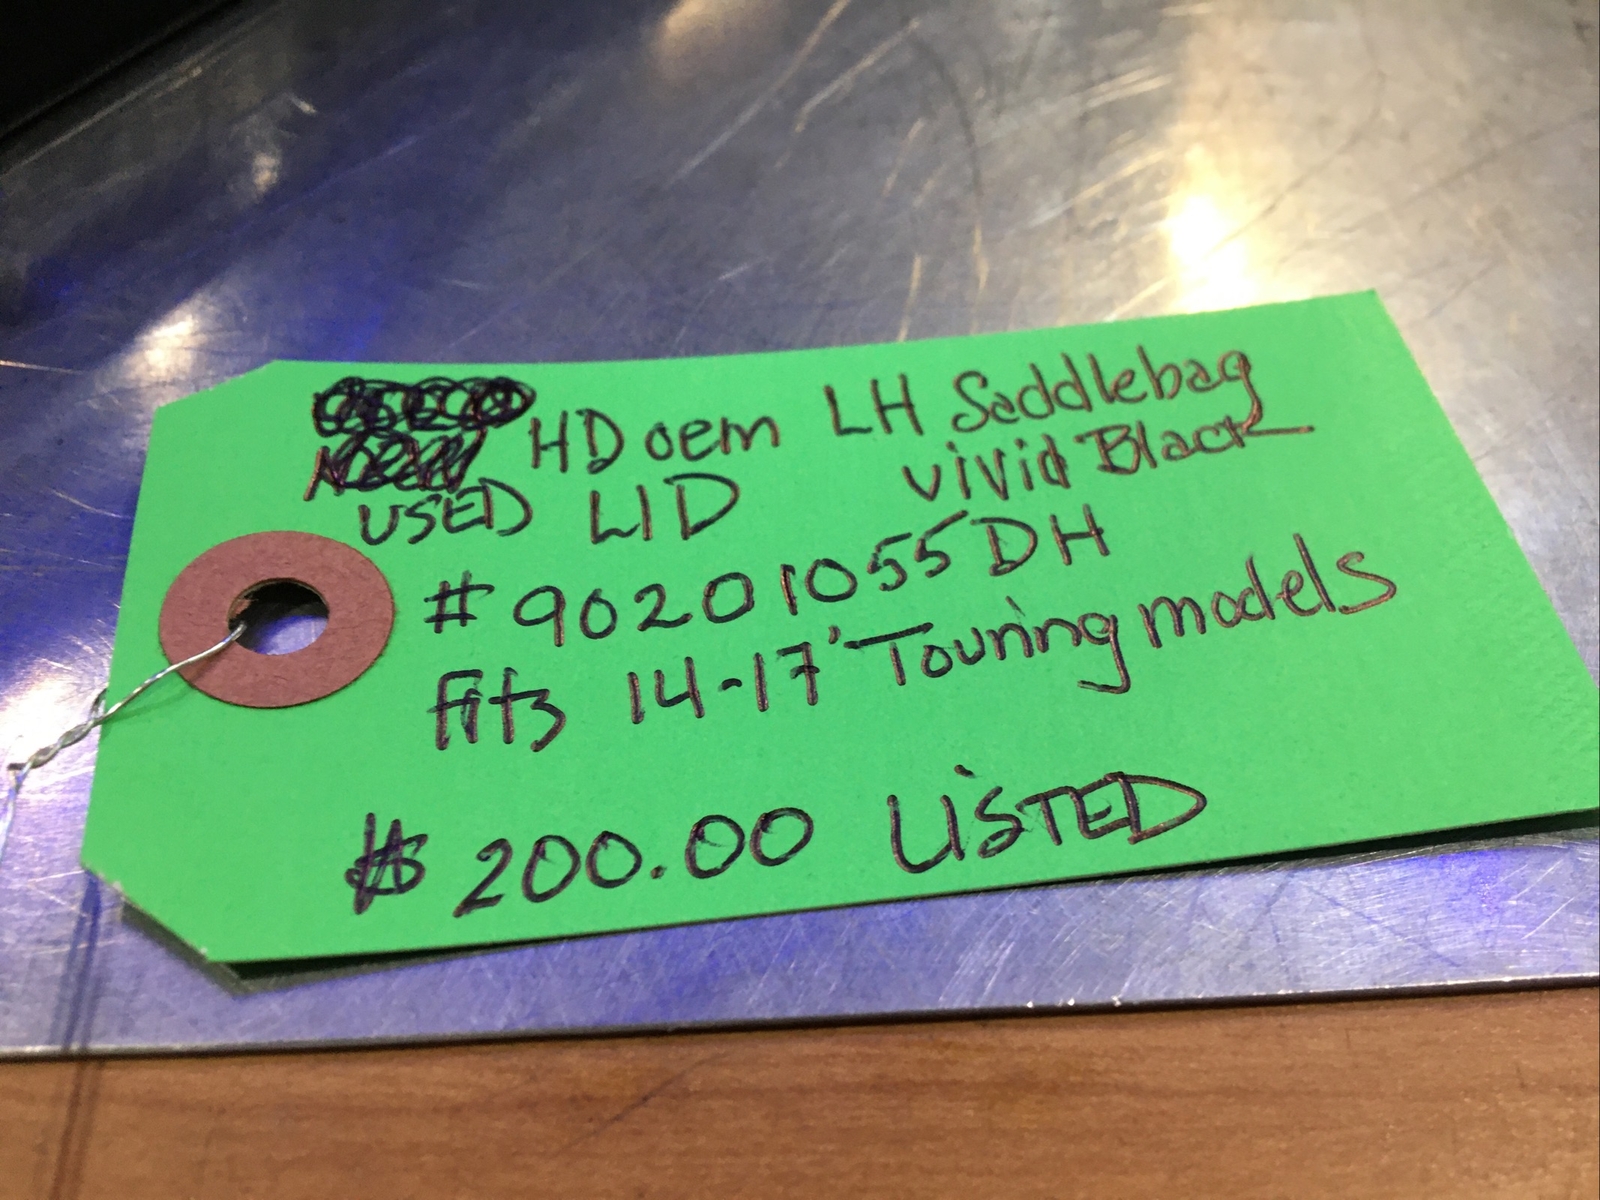 HD oem LH Saddlebag
USED LID vivid Black
# 90201055DH
fits 14-17' Touring models
$ 200.00 LiSTED